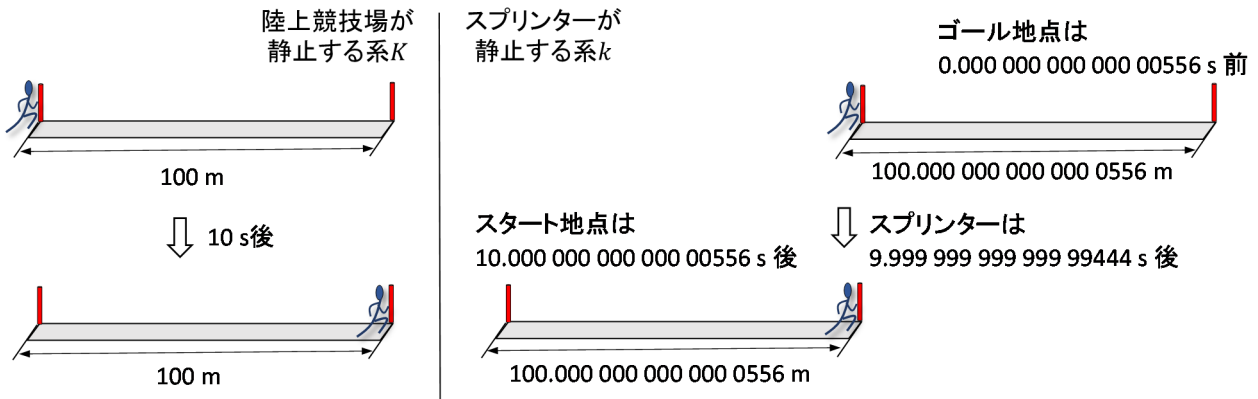 陸上競技場が
静止する系K
スプリンターが
静止する系k
ゴール地点は
0.000 000 000 000 00556 s 前
100 m
100.000 000 000 000 0556 m
10 s後
スタート地点は
10.000 000 000 000 00556 s 後
スプリンターは
9.999 999 999 999 99444 s 後
100 m
100.000 000 000 000 0556 m